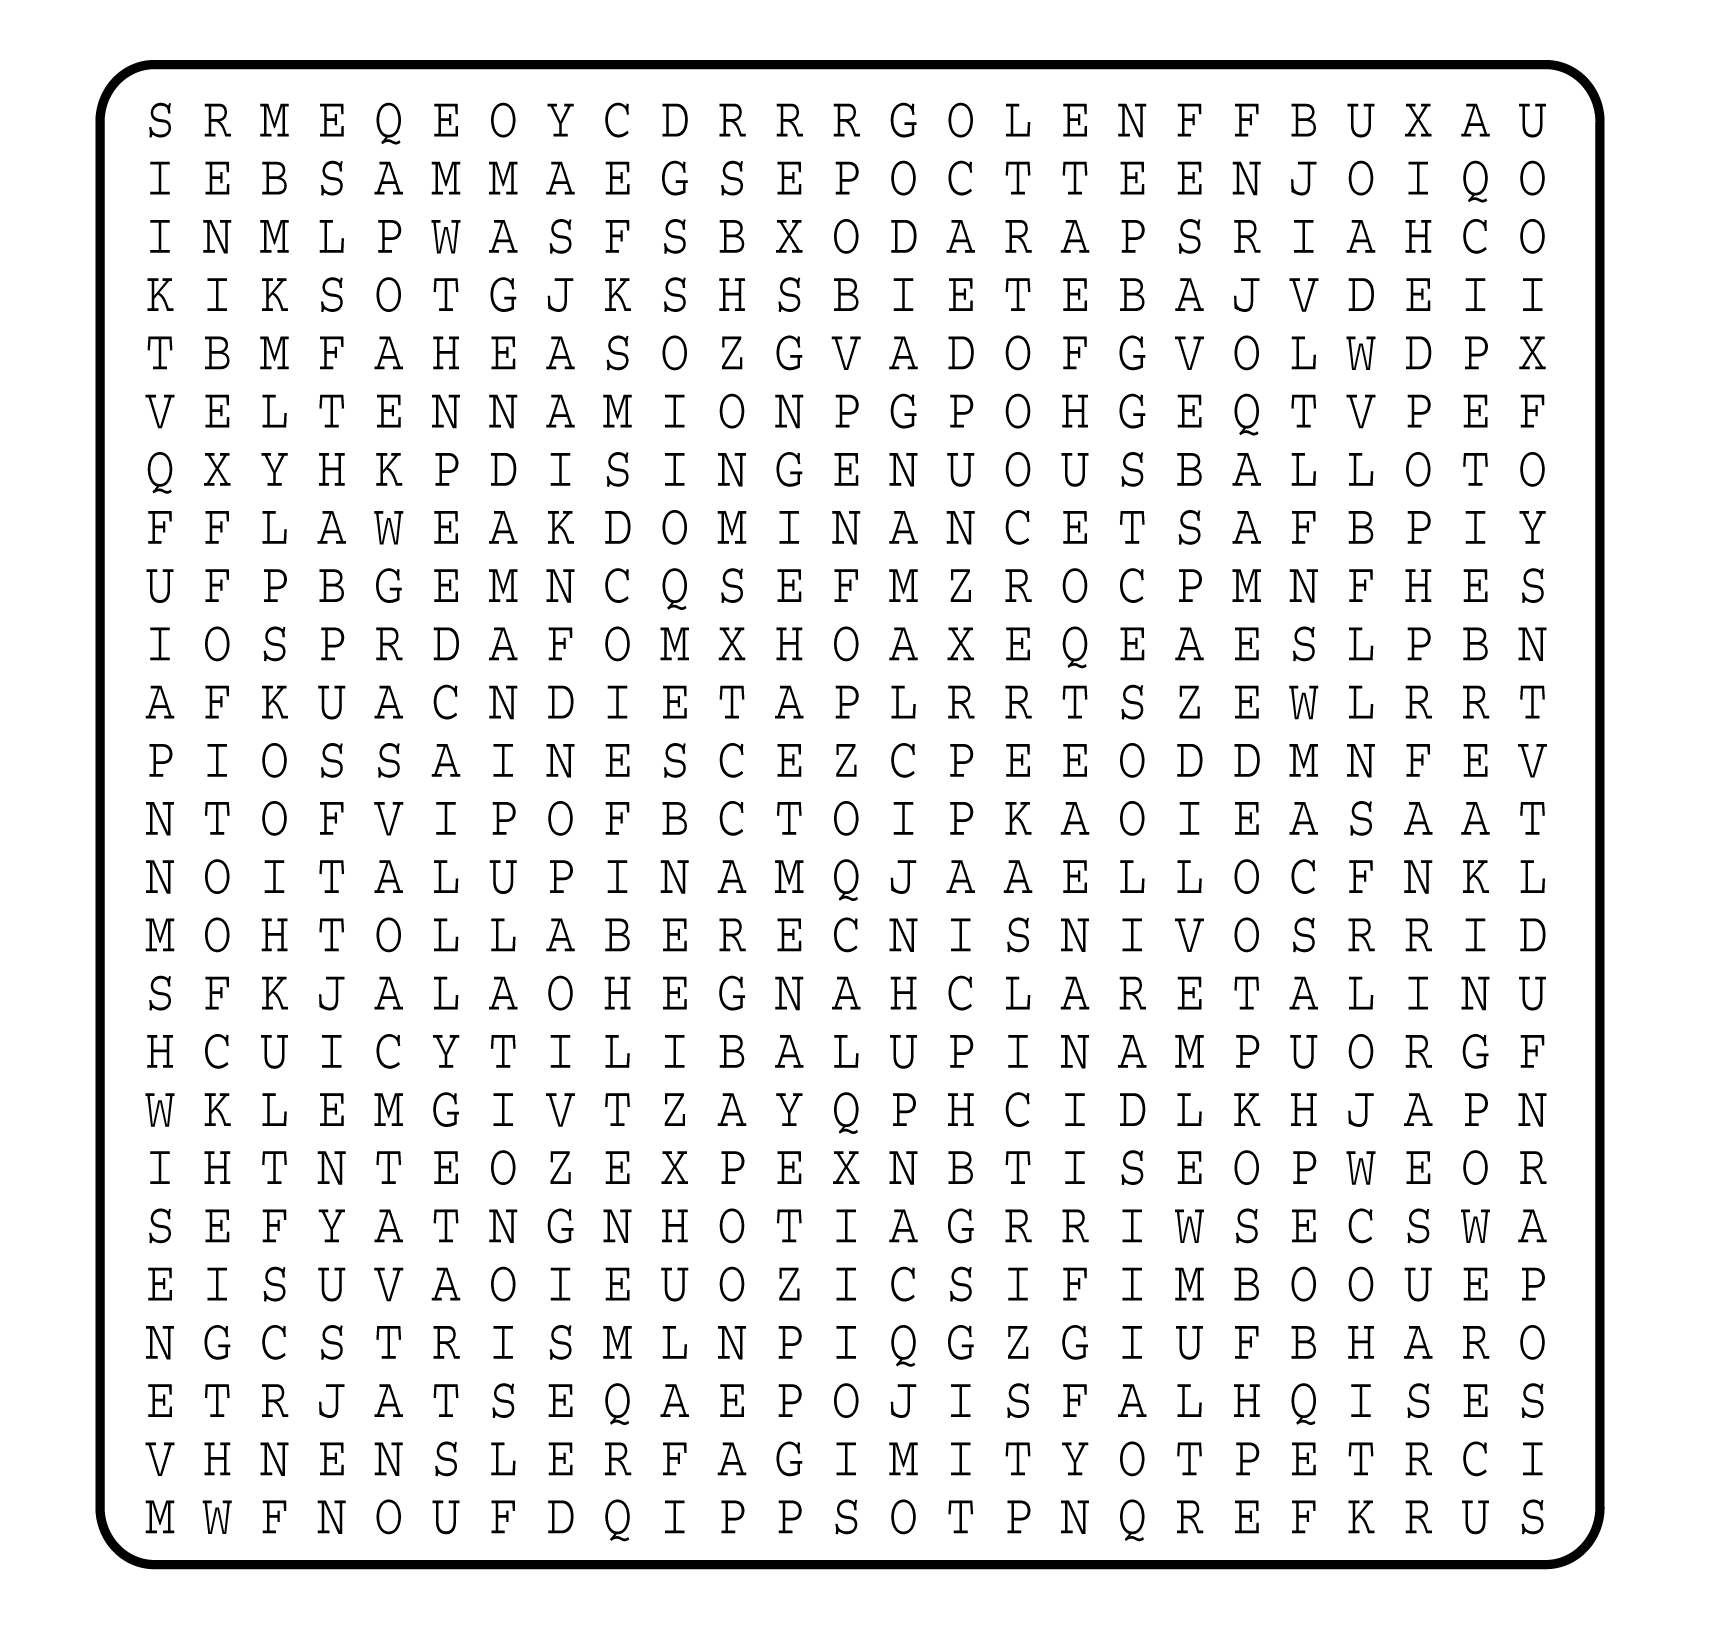 S R M E Q E O Y C D R R R G O L E N F F B U X A U
I E B S A M M A E G S E P O C T T E E N J O I Q O
I N M L P W A S F S B X O D A R A P S R I A H C O
K I K S O T G J K S H S B I E T E B A J V D E I I
T B M F A H E A S O Z G V A D O F G V O L W D P X
V E L T E N N A M I O N P G P O H G E Q T V P E F
Q X Y H K P D I S I N G E N U O U S B A L L O T O
F F L A W E A K D O M I N A N C E T S A F B P I Y
U F P B G E M N C Q S E F M Z R O C P M N F H E S
I O S P R D A F O M X H O A X E Q E A E S L P B N
A F K U A C N D I E T A P L R R T S Z E W L R R T
P I O S S A I N E S C E Z C P E E O D D M N F E V
N T O F V I P O F B C T O I P K A O I E A S A A T
N O I T A L U P I N A M Q J A A E L L O C F N K L
M O H T O L L A B E R E C N I S N I V O S R R I D
S F K J A L A O H E G N A H C L A R E T A L I N U
H C U I C Y T I L I B A L U P I N A M P U O R G F
W K L E M G I V T Z A Y Q P H C I D L K H J A P N
I H T N T E O Z E X P E X N B T I S E O P W E O R
S E F Y A T N G N H O T I A G R R I W S E C S W A
E I S U V A O I E U O Z I C S I F I M B O O U E P
N G C S T R I S M L N P I Q G Z G I U F B H A R O
E T R J A T S E Q A E P O J I S F A L H Q I S E S
V H N E N S L E R F A G I M I T Y O T P E T R C I
M W F N O U F D Q I P P S O T P N Q R E F K R U S